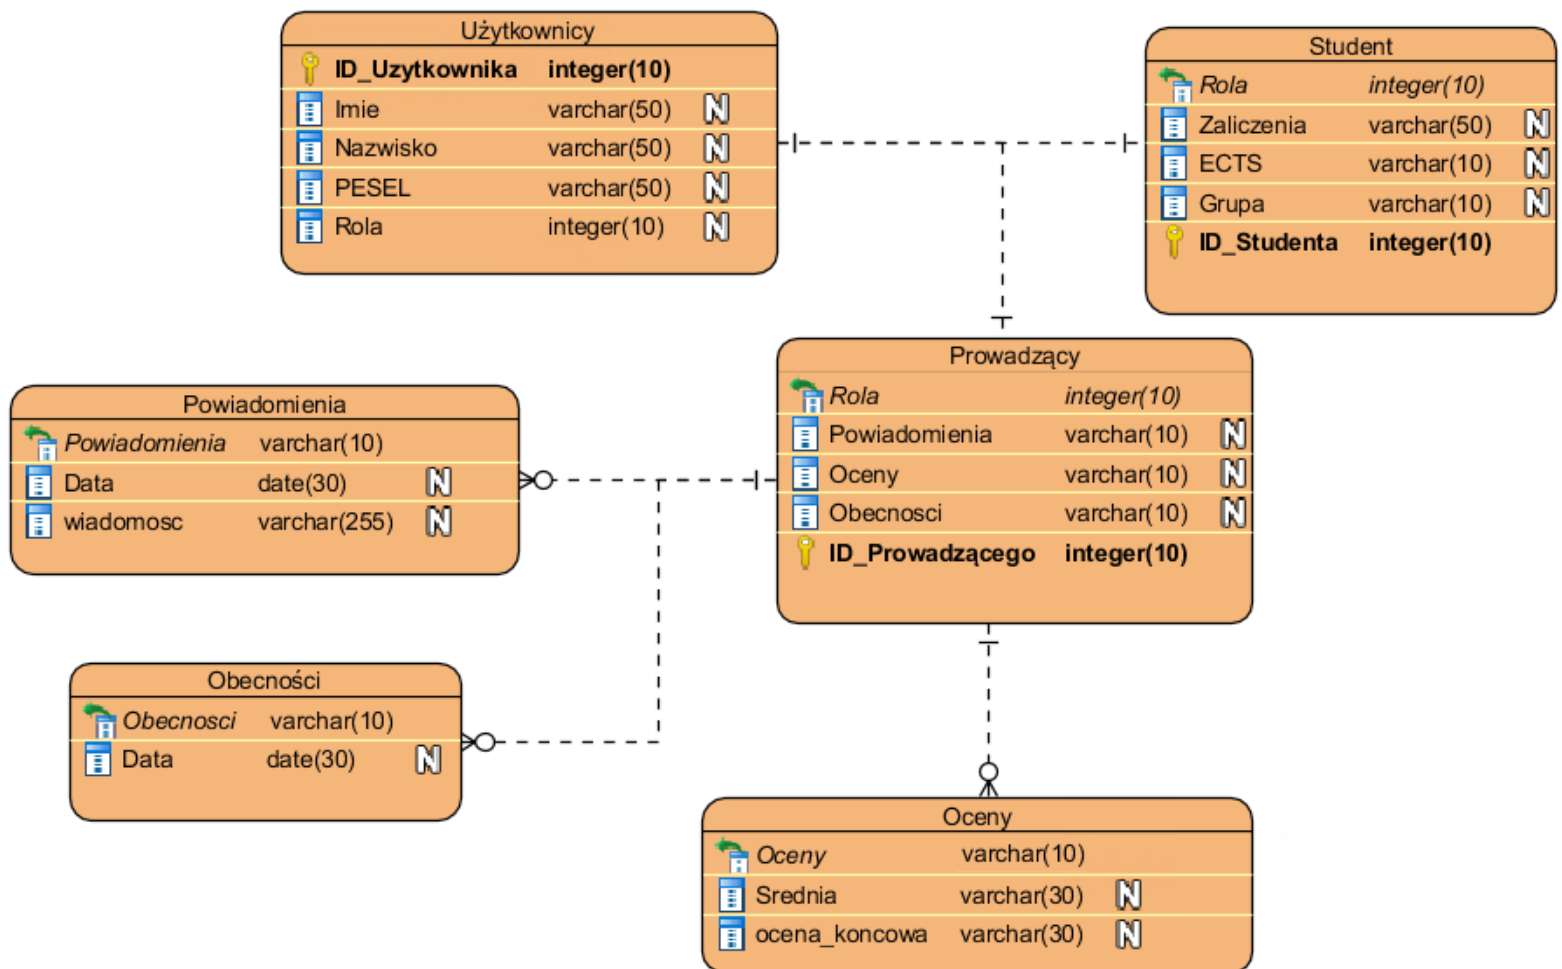 Użytkownicy
ID_Uzytkownika integer(10)
Imie varchar(50) N
Nazwisko varchar(50) N
PESEL varchar(50) N
Rola integer(10) N
Student
Rola integer(10)
Zaliczenia varchar(50) N
ECTS varchar(10) N
Grupa varchar(10) N
ID_Studenta integer(10)
Prowadzący
Rola integer(10)
Powiadomienia varchar(10) N
Oceny varchar(10) N
Obecnosci varchar(10) N
ID_Prowadzącego integer(10)
Powiadomienia
Powiadomienia varchar(10)
Data date(30) N
wiadomosc varchar(255) N
Obecności
Obecnosci varchar(10)
Data date(30) N
Oceny
Oceny varchar(10)
Srednia varchar(30) N
ocena_koncowa varchar(30) N